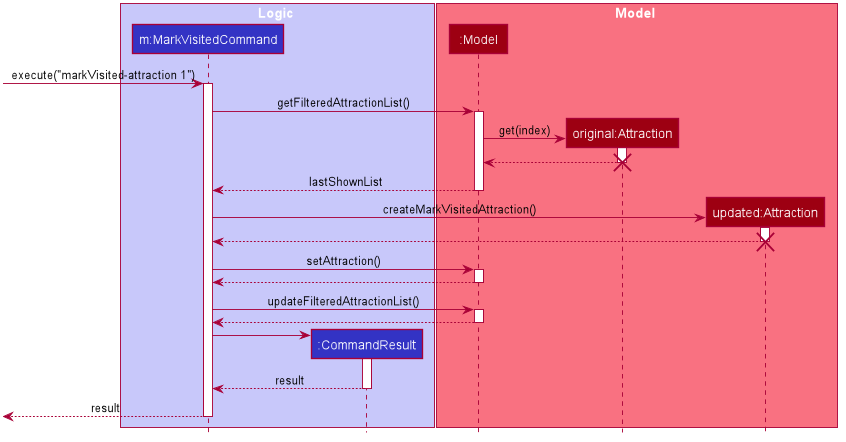 Logic
Model
m:MarkVisitedCommand
:Model
execute("markVisited-attraction 1")
getFilteredAttractionList()
get(index)
original:Attraction
lastShownList
createMarkVisitedAttraction()
updated:Attraction
setAttraction()
updateFilteredAttractionList()
:CommandResult
result
result